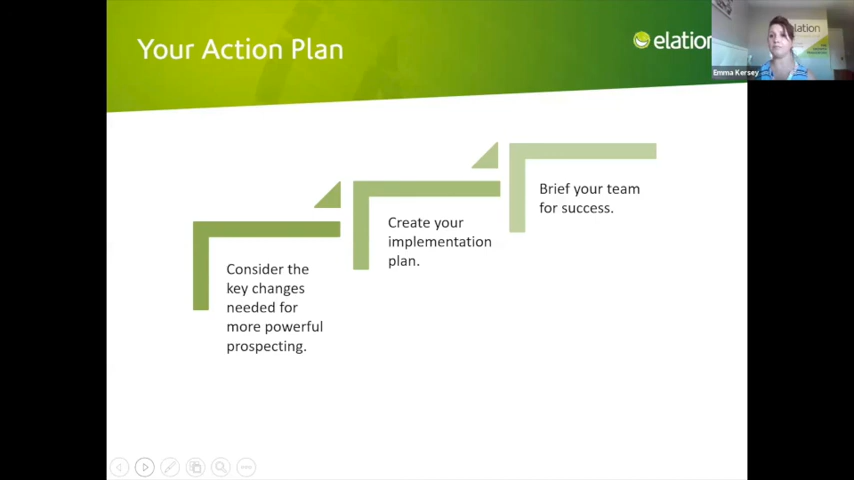 Your Action Plan
elation
elation
Emma Kersey
Brief your team
for success.
Create your
implementation
plan.
Consider the
key changes
needed for
more powerful
prospecting.